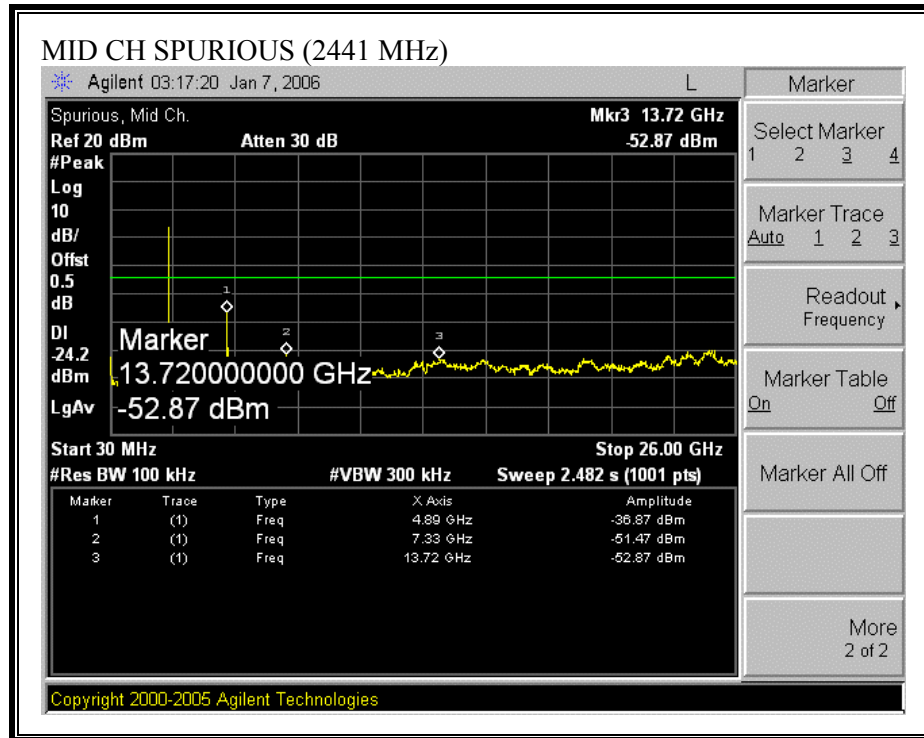 MID CH SPURIOUS (2441 MHz)
Agilent 03:17:20 Jan 7, 2006 L
Spurious, Mid Ch. Mkr3 13.72 GHz
Ref 20 dBm Atten 30 dB -52.87 dBm
#Peak
Log
10
dB/
Offst
0.5
dB
DI
-24.2
dBm
LgAv
1
2
3
Marker
13.720000000 GHz
-52.87 dBm
Start 30 MHz Stop 26.00 GHz
#Res BW 100 kHz #VBW 300 kHz Sweep 2.482 s (1001 pts)
Marker Trace Type X Axis Amplitude
1 (1) Freq 4.89 GHz -36.87 dBm
2 (1) Freq 7.33 GHz -51.47 dBm
3 (1) Freq 13.72 GHz -52.87 dBm
Marker
Select Marker
1 2 3 4
Marker Trace
Auto 1 2 3
Readout
Frequency
Marker Table
On Off
Marker All Off
More
2 of 2
Copyright 2000-2005 Agilent Technologies